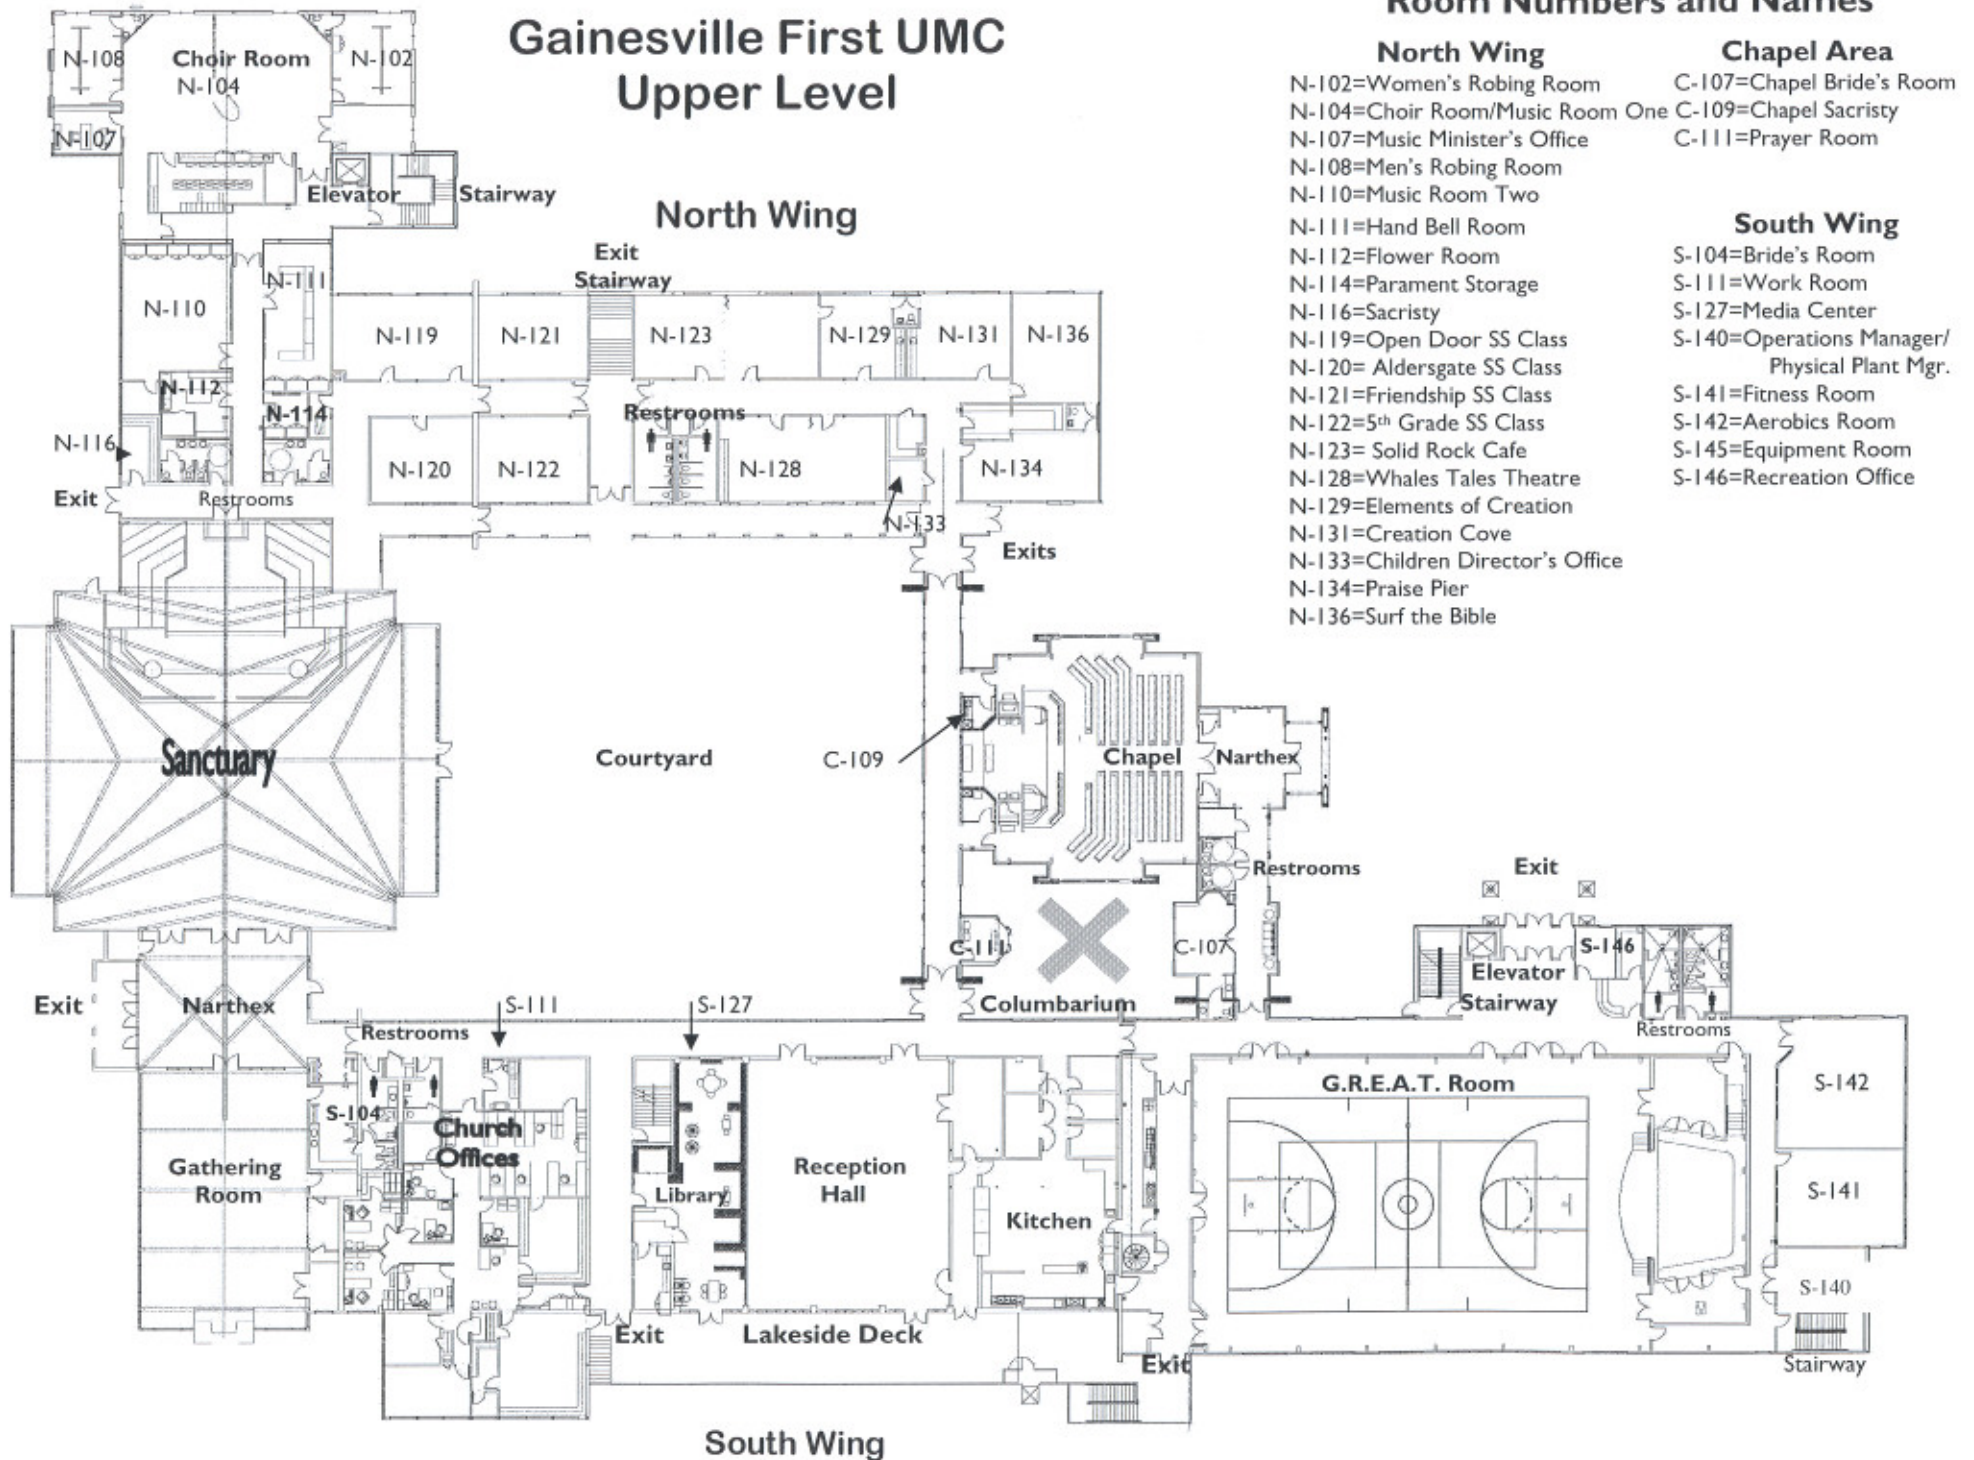 Gainesville First UMC
Upper Level
Room Numbers and Names
North Wing
N-102=Women's Robing Room
N-104=Choir Room/Music Room One
N-107=Music Minister's Office
N-108=Men's Robing Room
N-110=Music Room Two
N-111=Hand Bell Room
N-112=Flower Room
N-114=Parament Storage
N-116=Sacristy
N-119=Open Door SS Class
N-120= Aldersgate SS Class
N-121=Friendship SS Class
N-122=5th Grade SS Class
N-123= Solid Rock Cafe
N-128=Whales Tales Theatre
N-129=Elements of Creation
N-131=Creation Cove
N-133=Children Director's Office
N-134=Praise Pier
N-136=Surf the Bible
Chapel Area
C-107=Chapel Bride's Room
C-109=Chapel Sacristy
C-111=Prayer Room
South Wing
S-104=Bride's Room
S-111=Work Room
S-127=Media Center
S-140=Operations Manager/
Physical Plant Mgr.
S-141=Fitness Room
S-142=Aerobics Room
S-145=Equipment Room
S-146=Recreation Office
N-108
Choir Room
N-104
N-102
N-107
Elevator
Stairway
North Wing
Exit
Stairway
N-110
N-111
N-119
N-121
N-123
N-129
N-131
N-136
N-112
N-114
Restrooms
N-116
N-120
N-122
N-128
N-134
Exit
Restrooms
N-133
Exits
Sanctuary
Courtyard
C-109
Chapel
Narthex
Restrooms
Exit
C-111
C-107
S-146
Elevator
Stairway
Exit
Narthex
S-111
S-127
Columbarium
Restrooms
Restrooms
G.R.E.A.T. Room
S-142
S-104
Church
Offices
Gathering
Room
Library
Reception
Hall
Kitchen
S-141
S-140
Exit
Lakeside Deck
Exit
Stairway
South Wing